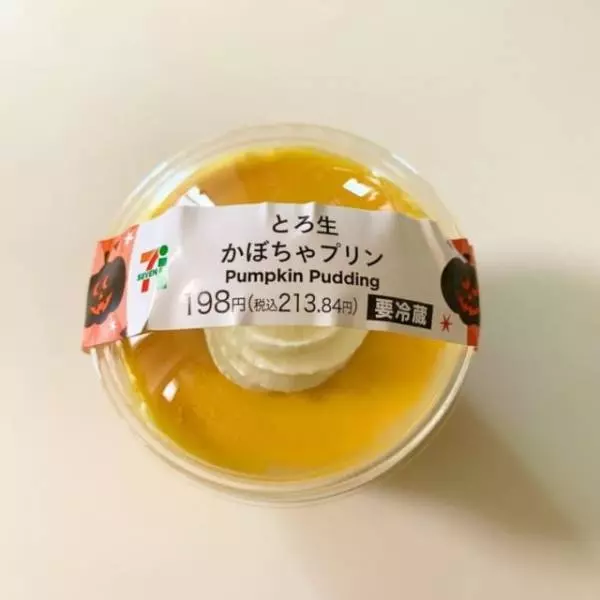 とろ生
かぼちゃプリン
Pumpkin Pudding
198円(税込213.84円) 要冷蔵
7
SEVEN